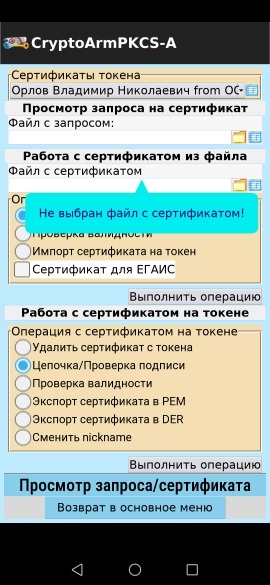 CryptoArmPKCS-A
Сертификаты токена
Орлов Владимир Николаевич from ОС
Просмотр запроса на сертификат
Файл с запросом:
Работа с сертификатом из файла
Файл с сертификатом
Не выбран файл с сертификатом!
Проверка валидности
Импорт сертификата на токен
Сертификат для ЕГАИС
Выполнить операцию
Работа с сертификатом на токене
Операция с сертификатом на токене
Удалить сертификат с токена
Цепочка/Проверка подписи
Проверка валидности
Экспорт сертификата в PEM
Экспорт сертификата в DER
Сменить nickname
Выполнить операцию
Просмотр запроса/сертификата
Возврат в основное меню